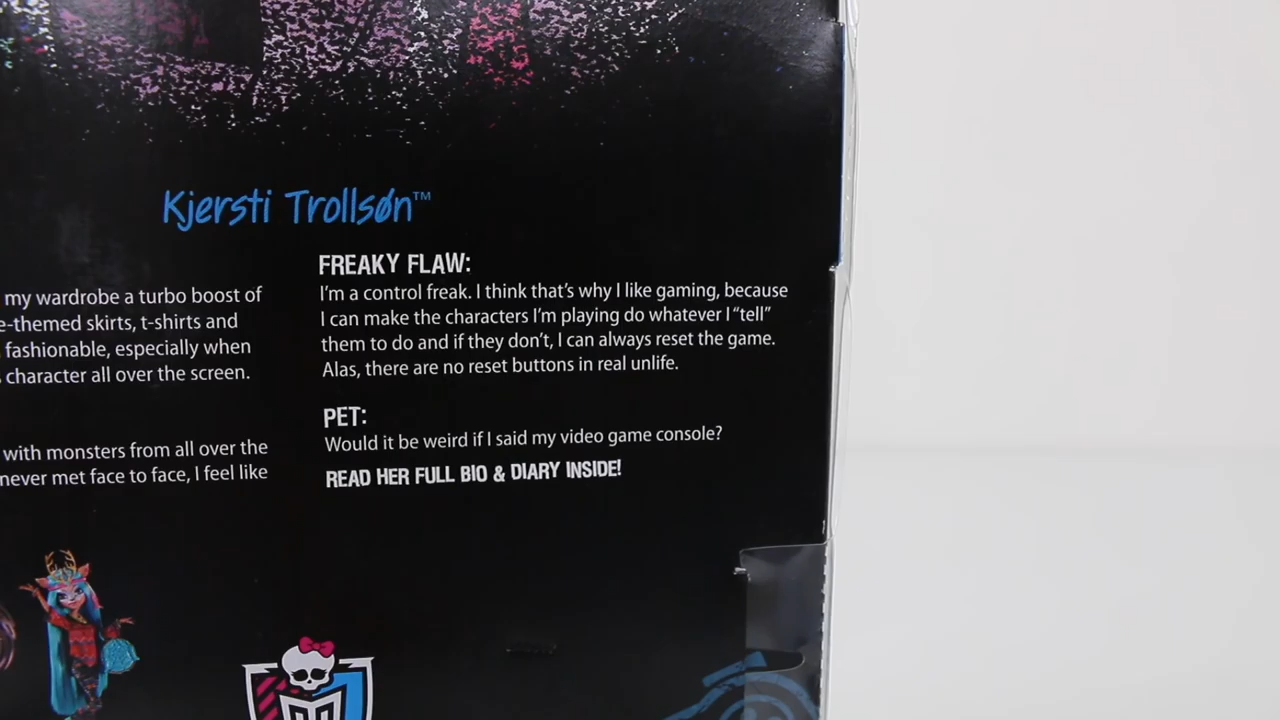 Kjersti Trollsøn™
my wardrobe a turbo boost of
e-themed skirts, t-shirts and
fashionable, especially when
character all over the screen.
with monsters from all over the
never met face to face, I feel like
FREAKY FLAW:
I'm a control freak. I think that's why I like gaming, because
I can make the characters I'm playing do whatever I "tell"
them to do and if they don't, I can always reset the game.
Alas, there are no reset buttons in real unlife.
PET:
Would it be weird if I said my video game console?
READ HER FULL BIO & DIARY INSIDE!